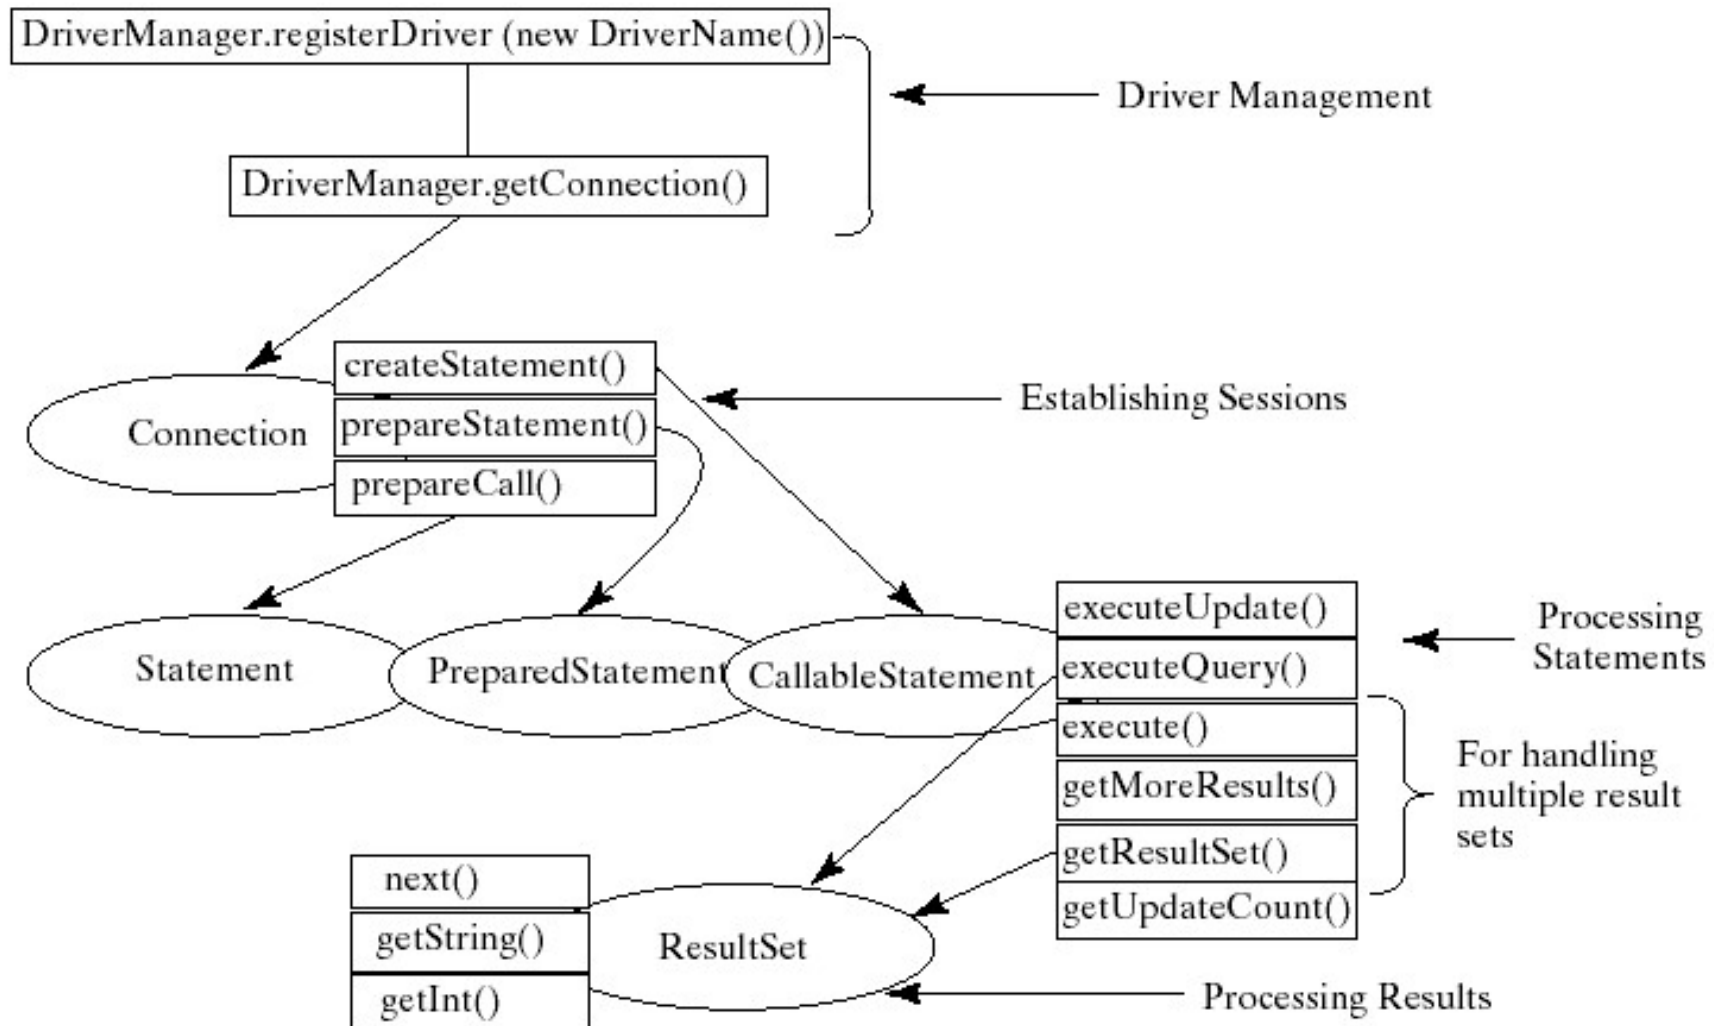 DriverManager.registerDriver (new DriverName())
Driver Management
DriverManager.getConnection()
createStatement()
Establishing Sessions
Connection
prepareStatement()
prepareCall()
executeUpdate()
Processing
Statements
Statement
PreparedStatement
CallableStatement
executeQuery()
execute()
For handling
multiple result
sets
getMoreResults()
getResultSet()
getUpdateCount()
next()
getString()
ResultSet
getInt()
Processing Results